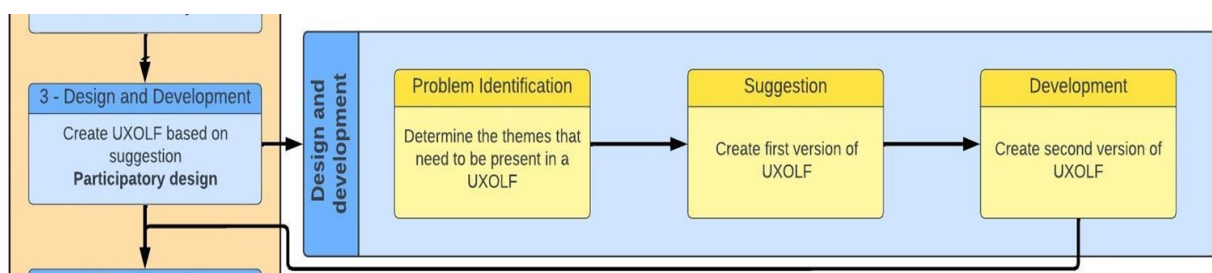 3 - Design and Development
Create UXOLF based on
suggestion
Participatory design
Design and
development
Problem Identification
Determine the themes that
need to be present in a
UXOLF
Suggestion
Create first version of
UXOLF
Development
Create second version of
UXOLF